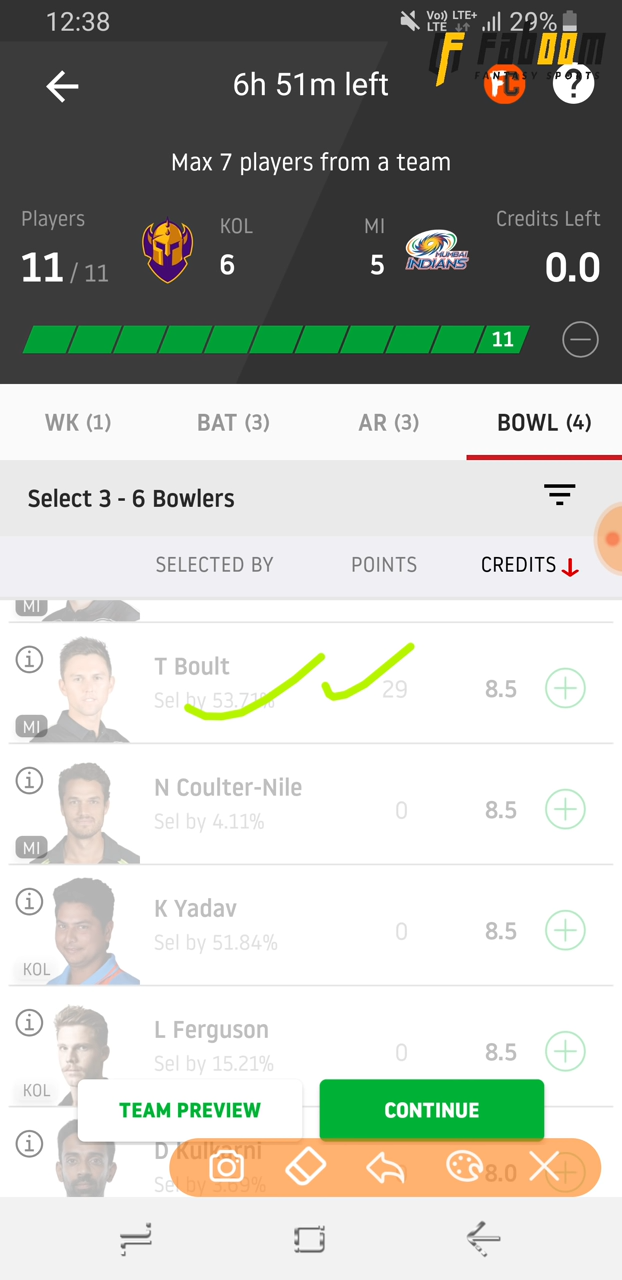 12:38
Vo) LTE+
LTE
29%
Faboom
FANTASY SPORTS
6h 51m left
FC
?
Max 7 players from a team
Players
KOL
MI
Credits Left
11 / 11
6
5
MUMBAI
INDIANS
0.0
11
WK (1)
BAT (3)
AR (3)
BOWL (4)
Select 3 - 6 Bowlers
SELECTED BY
POINTS
CREDITS
MI
T Boult
Sel by 53.71%
29
8.5
MI
N Coulter-Nile
Sel by 4.11%
0
8.5
MI
K Yadav
Sel by 51.84%
0
8.5
KOL
L Ferguson
Sel by 15.21%
0
8.5
KOL
TEAM PREVIEW
CONTINUE
D Kulkarni
Sel by 3.69%
8.0